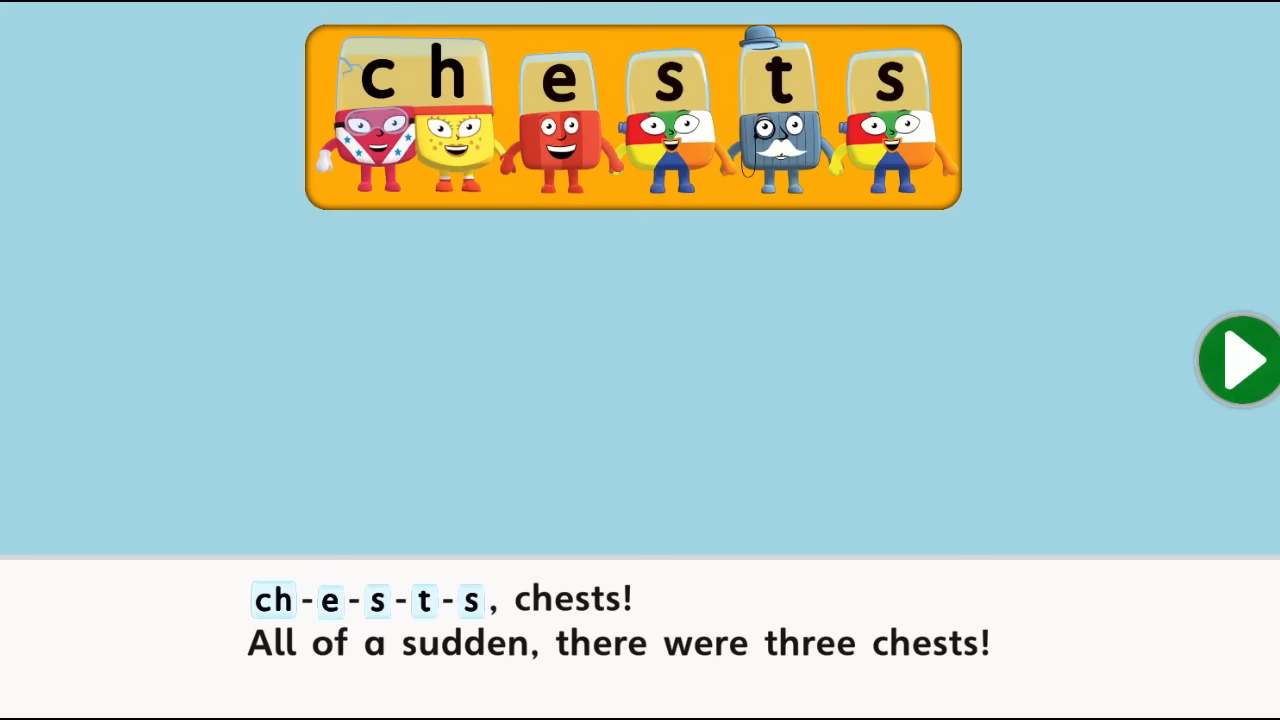 chests
ch-e-s-t-s, chests!
All of a sudden, there were three chests!